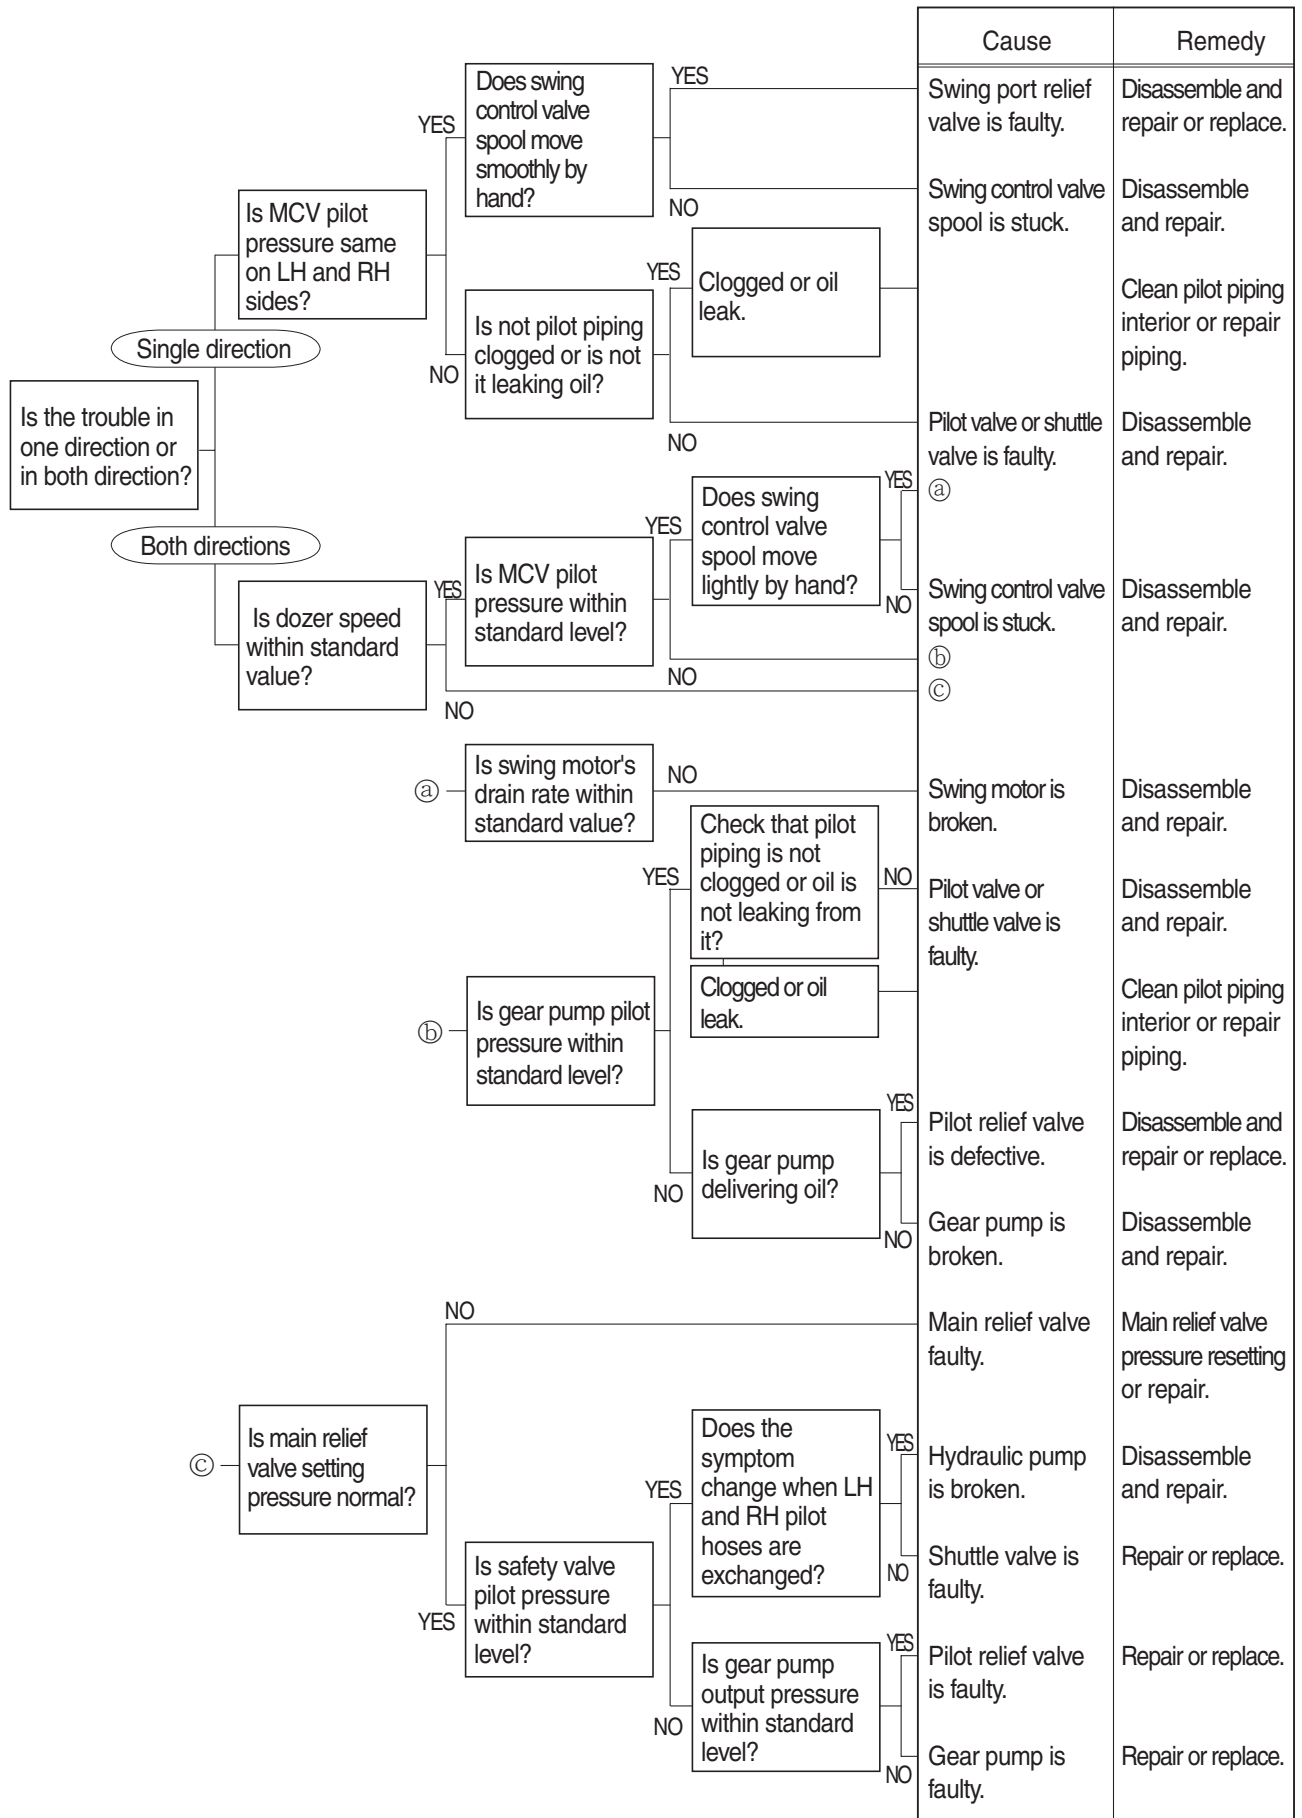 Cause
Remedy
Is the trouble in
one direction or
in both direction?
Single direction
Is MCV pilot
pressure same
on LH and RH
sides?
YES
Does swing
control valve
spool move
smoothly by
hand?
YES
Swing port relief
valve is faulty.
Disassemble and
repair or replace.
NO
Swing control valve
spool is stuck.
Disassemble
and repair.
NO
Is not pilot piping
clogged or is not
it leaking oil?
YES
Clogged or oil
leak.
Clean pilot piping
interior or repair
piping.
NO
Pilot valve or shuttle
valve is faulty.
Disassemble
and repair.
Both directions
Is dozer speed
within standard
value?
YES
Is MCV pilot
pressure within
standard level?
YES
Does swing
control valve
spool move
lightly by hand?
YES
ⓐ
NO
Swing control valve
spool is stuck.
Disassemble
and repair.
NO
ⓑ
NO
ⓒ
ⓐ
Is swing motor's
drain rate within
standard value?
NO
Swing motor is
broken.
Disassemble
and repair.
ⓑ
Is gear pump pilot
pressure within
standard level?
YES
Check that pilot
piping is not
clogged or oil is
not leaking from
it?
NO
Pilot valve or
shuttle valve is
faulty.
Disassemble
and repair.
Clogged or oil
leak.
Clean pilot piping
interior or repair
piping.
NO
Is gear pump
delivering oil?
YES
Pilot relief valve
is defective.
Disassemble and
repair or replace.
NO
Gear pump is
broken.
Disassemble
and repair.
ⓒ
Is main relief
valve setting
pressure normal?
NO
Main relief valve
faulty.
Main relief valve
pressure resetting
or repair.
YES
Is safety valve
pilot pressure
within standard
level?
YES
Does the
symptom
change when LH
and RH pilot
hoses are
exchanged?
YES
Hydraulic pump
is broken.
Disassemble
and repair.
NO
Shuttle valve is
faulty.
Repair or replace.
NO
Is gear pump
output pressure
within standard
level?
YES
Pilot relief valve
is faulty.
Repair or replace.
NO
Gear pump is
faulty.
Repair or replace.